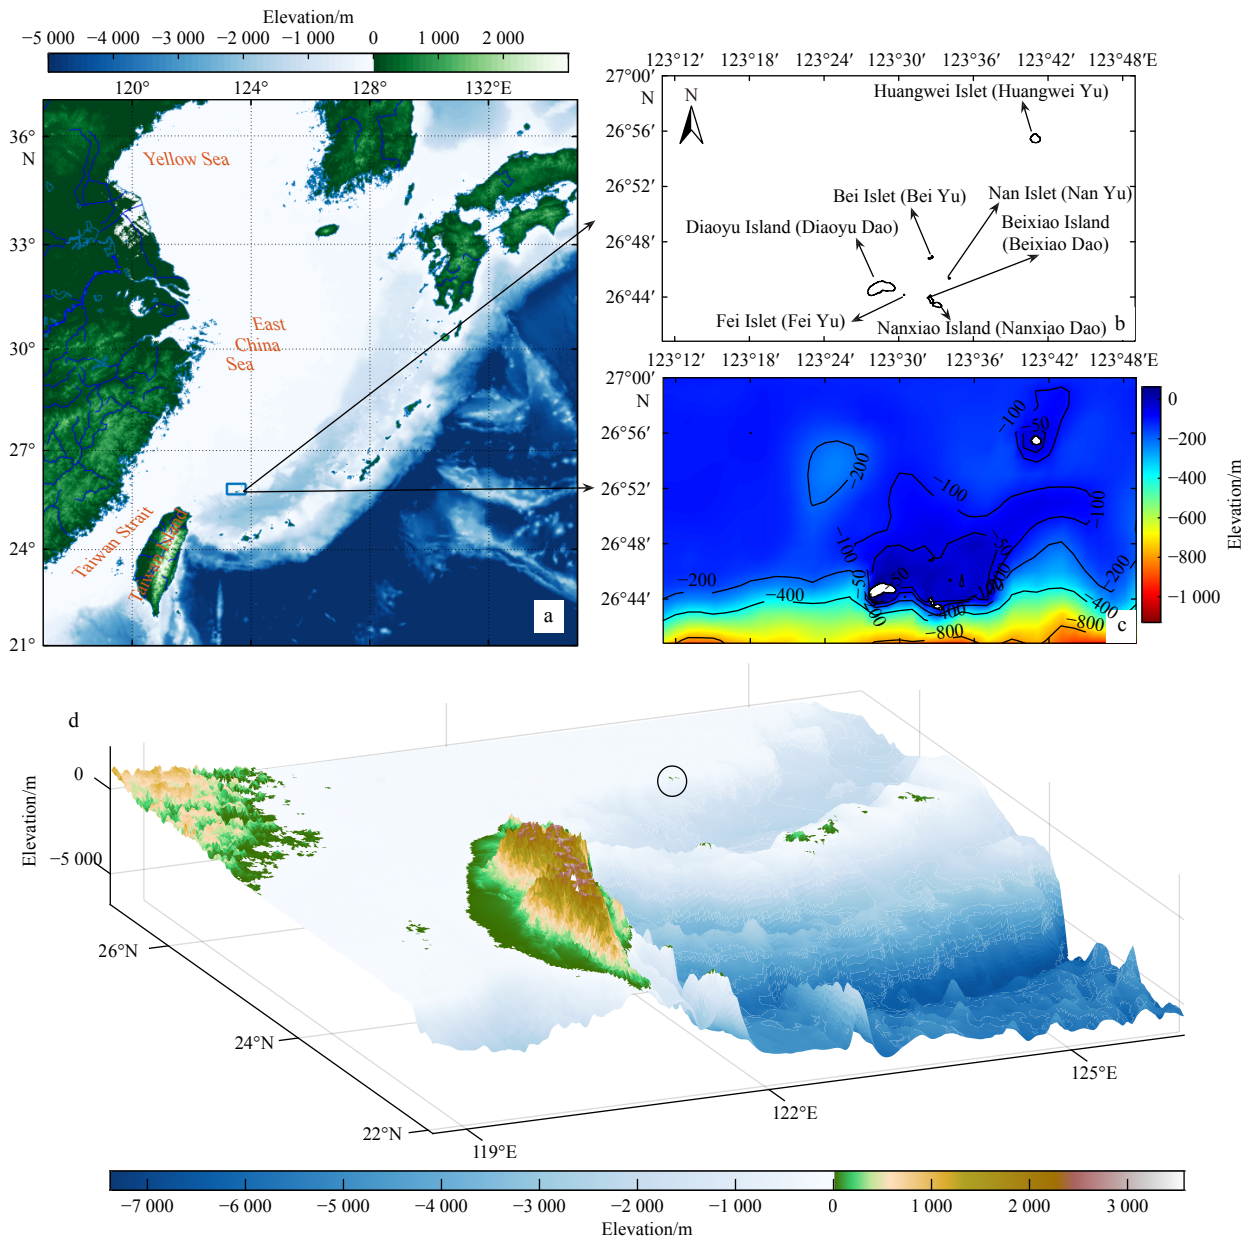 Elevation/m
−5 000 −4 000 −3 000 −2 000 −1 000 0 1 000 2 000
120° 124° 128° 132°E
36°
N
33°
30°
27°
24°
21°
Yellow Sea
East
China
Sea
Taiwan Strait
Taiwan Island
a
123°12′ 123°18′ 123°24′ 123°30′ 123°36′ 123°42′ 123°48′E
27°00′
N
26°56′
26°52′
26°48′
26°44′
N
Huangwei Islet (Huangwei Yu)
Bei Islet (Bei Yu)
Nan Islet (Nan Yu)
Diaoyu Island (Diaoyu Dao)
Beixiao Island
(Beixiao Dao)
Fei Islet (Fei Yu)
Nanxiao Island (Nanxiao Dao)
b
123°12′ 123°18′ 123°24′ 123°30′ 123°36′ 123°42′ 123°48′E
27°00′
N
26°56′
26°52′
26°48′
26°44′
−100
−50
−200
−100
−100
−100
−50
−50
−50
−100
−200
−200
−400
−400
−400
−800
−800
c
0
−200
−400
−600
−800
−1 000
Elevation/m
d
0
−5 000
Elevation/m
26°N
24°N
22°N
119°E
122°E
125°E
−7 000 −6 000 −5 000 −4 000 −3 000 −2 000 −1 000 0 1 000 2 000 3 000
Elevation/m